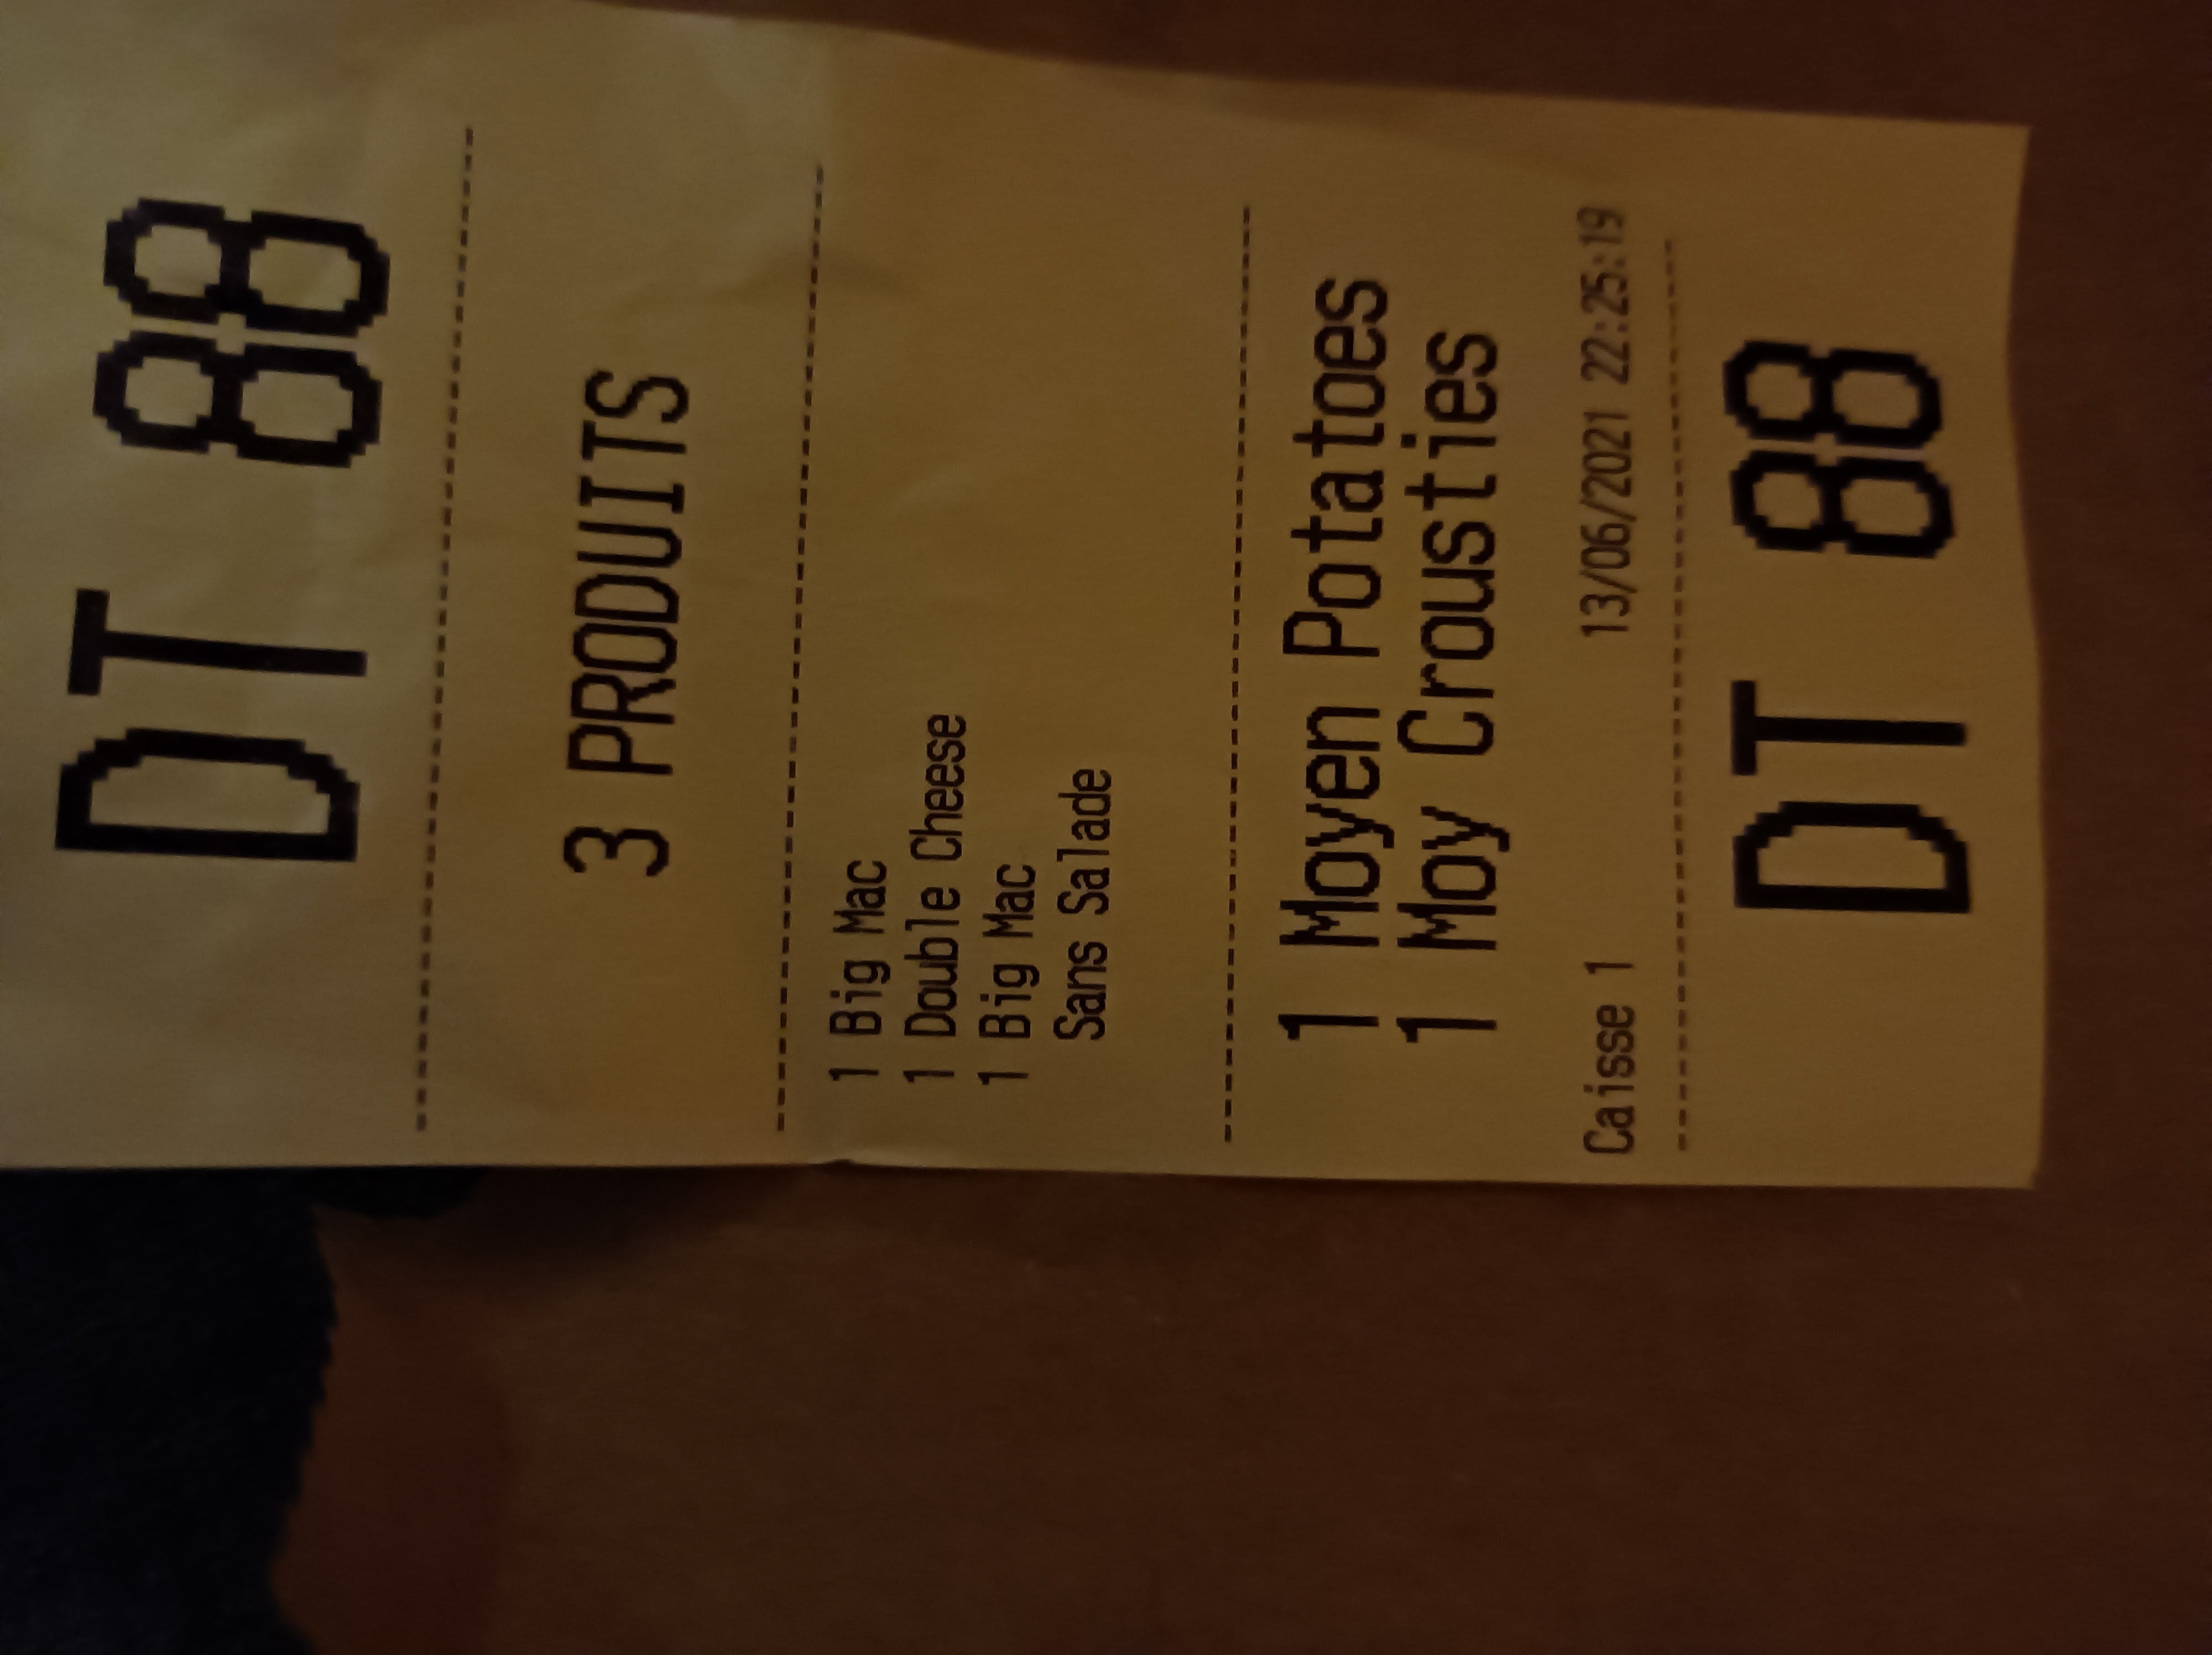 DT 88
3 PRODUITS
1 Big Mac
1 Double Cheese
1 Big Mac
Sans Salade
1 Moyen Potatoes
1 Moy Crousties
Caisse 1 13/06/2021 22:25:19
DT 88